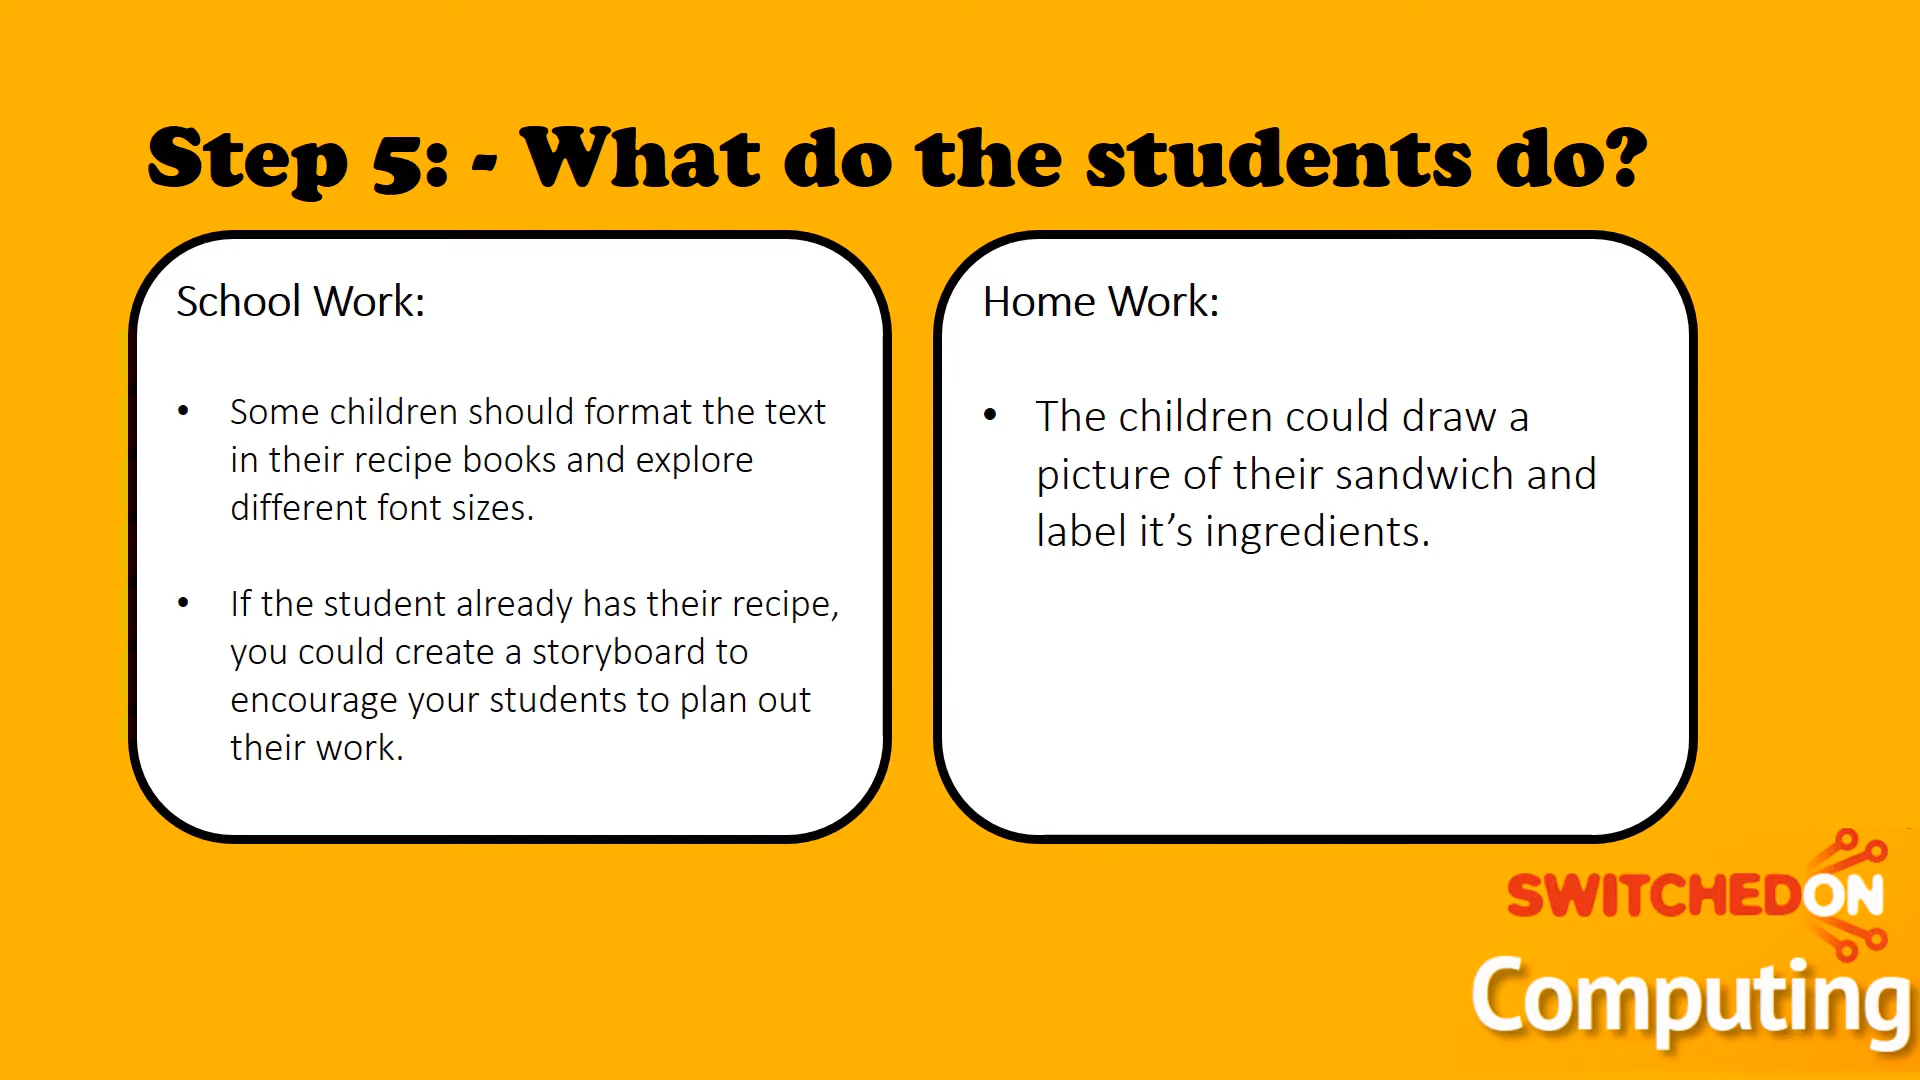 Step 5: - What do the students do?
School Work:
• Some children should format the text
in their recipe books and explore
different font sizes.
• If the student already has their recipe,
you could create a storyboard to
encourage your students to plan out
their work.
Home Work:
• The children could draw a
picture of their sandwich and
label it’s ingredients.
SWITCHEDON
Computing